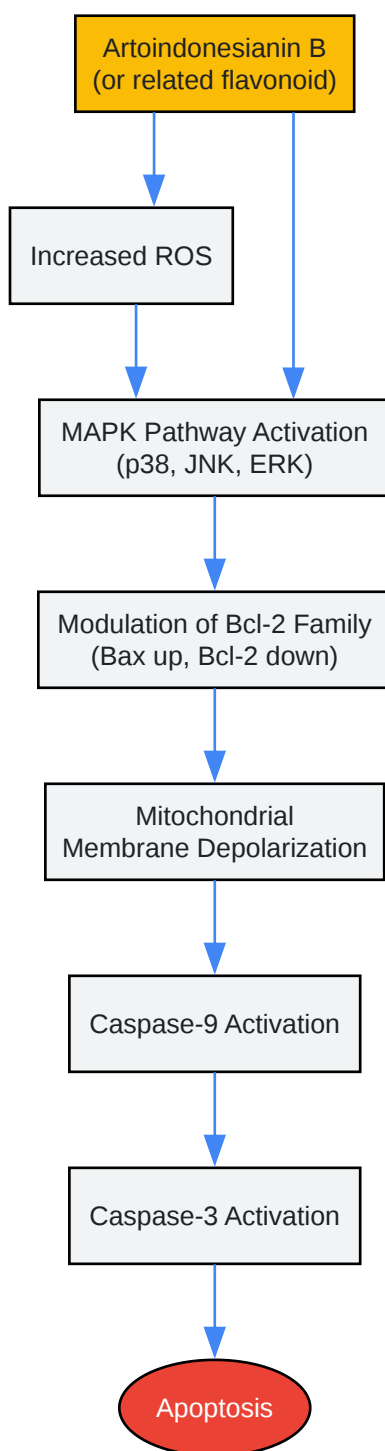 Artoindonesianin B
(or related flavonoid)
Increased ROS
MAPK Pathway Activation
(p38, JNK, ERK)
Modulation of Bcl-2 Family
(Bax up, Bcl-2 down)
Mitochondrial
Membrane Depolarization
Caspase-9 Activation
Caspase-3 Activation
Apoptosis